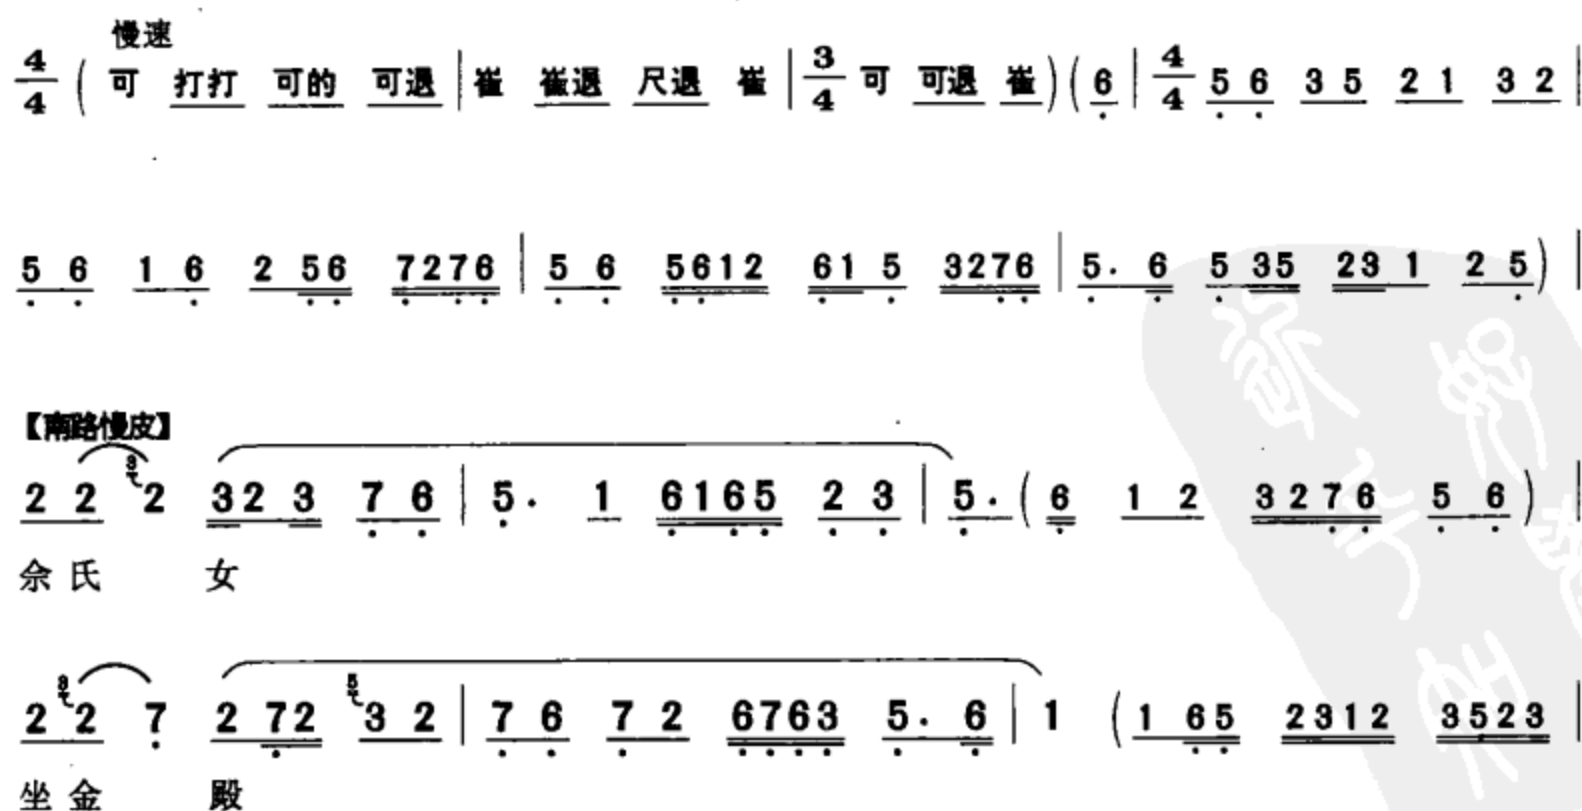 慢速
4/4 ( 可 打打 可的 可退 | 崔 崔退 尺退 崔 | 3/4 可 可退 崔 ) ( 6 | 4/4 5 6 3 5 2 1 3 2 |
5 6 1 6 2 56 7276 | 5 6 5612 61 5 3276 | 5. 6 5 35 23 1 2 5 ) |
【南路慢皮】
2 2 3 2 32 3 7 6 | 5. 1 6165 2 3 | 5. ( 6 1 2 3276 5 6 ) |
佘氏 女
2 3 2 7 2 72 5 3 2 | 7 6 7 2 6763 5. 6 | 1 ( 1 65 2312 3523 |
坐金 殿